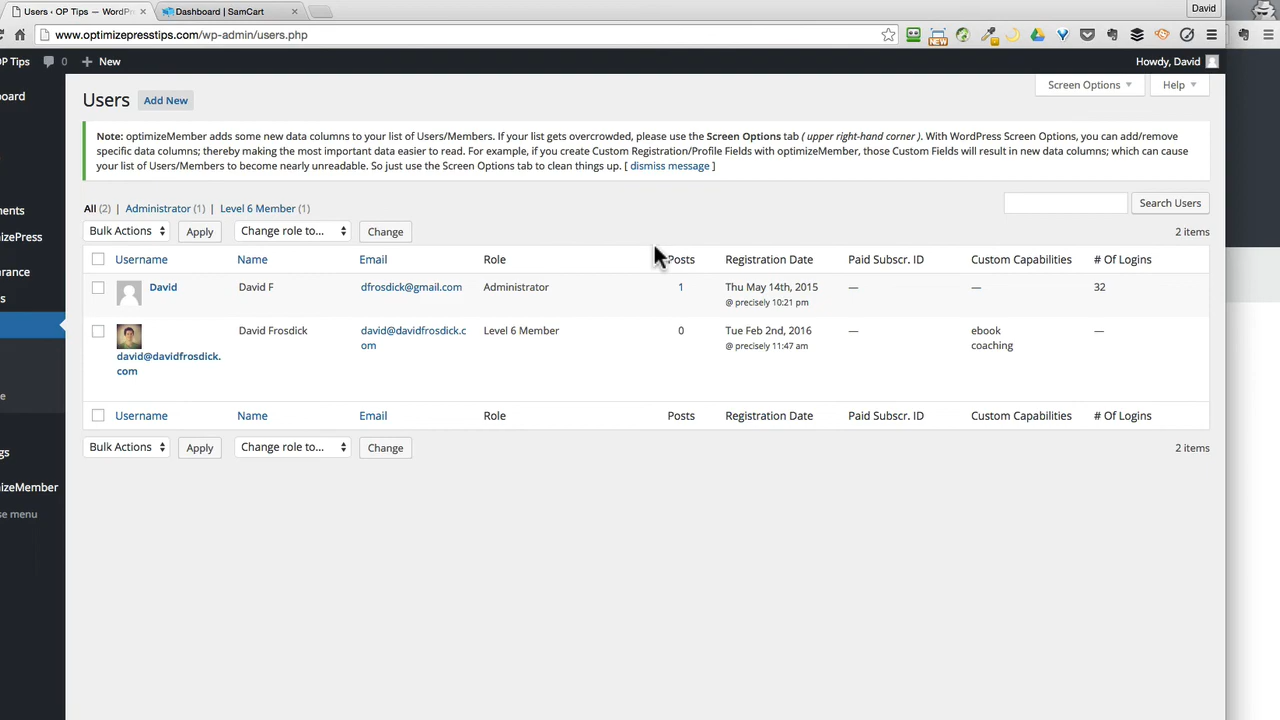 Users ‹ OP Tips — WordPr
Dashboard | SamCart
David
www.optimizepresstips.com/wp-admin/users.php
NEW
OP Tips
0
New
Howdy, David
Screen Options
Help
Users
Add New
Note: optimizeMember adds some new data columns to your list of Users/Members. If your list gets overcrowded, please use the Screen Options tab ( upper right-hand corner ). With WordPress Screen Options, you can add/remove
specific data columns; thereby making the most important data easier to read. For example, if you create Custom Registration/Profile Fields with optimizeMember, those Custom Fields will result in new data columns; which can cause
your list of Users/Members to become nearly unreadable. So just use the Screen Options tab to clean things up. [ dismiss message ]
All (2) | Administrator (1) | Level 6 Member (1)
Search Users
Bulk Actions
Apply
Change role to...
Change
2 items
Username Name Email Role Posts Registration Date Paid Subscr. ID Custom Capabilities # Of Logins
David David F dfrosdick@gmail.com Administrator 1 Thu May 14th, 2015 — — 32
@ precisely 10:21 pm
David Frosdick david@davidfrosdick.c Level 6 Member 0 Tue Feb 2nd, 2016 — ebook —
om @ precisely 11:47 am coaching
david@davidfrosdick.
com
Username Name Email Role Posts Registration Date Paid Subscr. ID Custom Capabilities # Of Logins
Bulk Actions
Apply
Change role to...
Change
2 items
oard
ents
izePress
arance
s
e
gs
izeMember
se menu